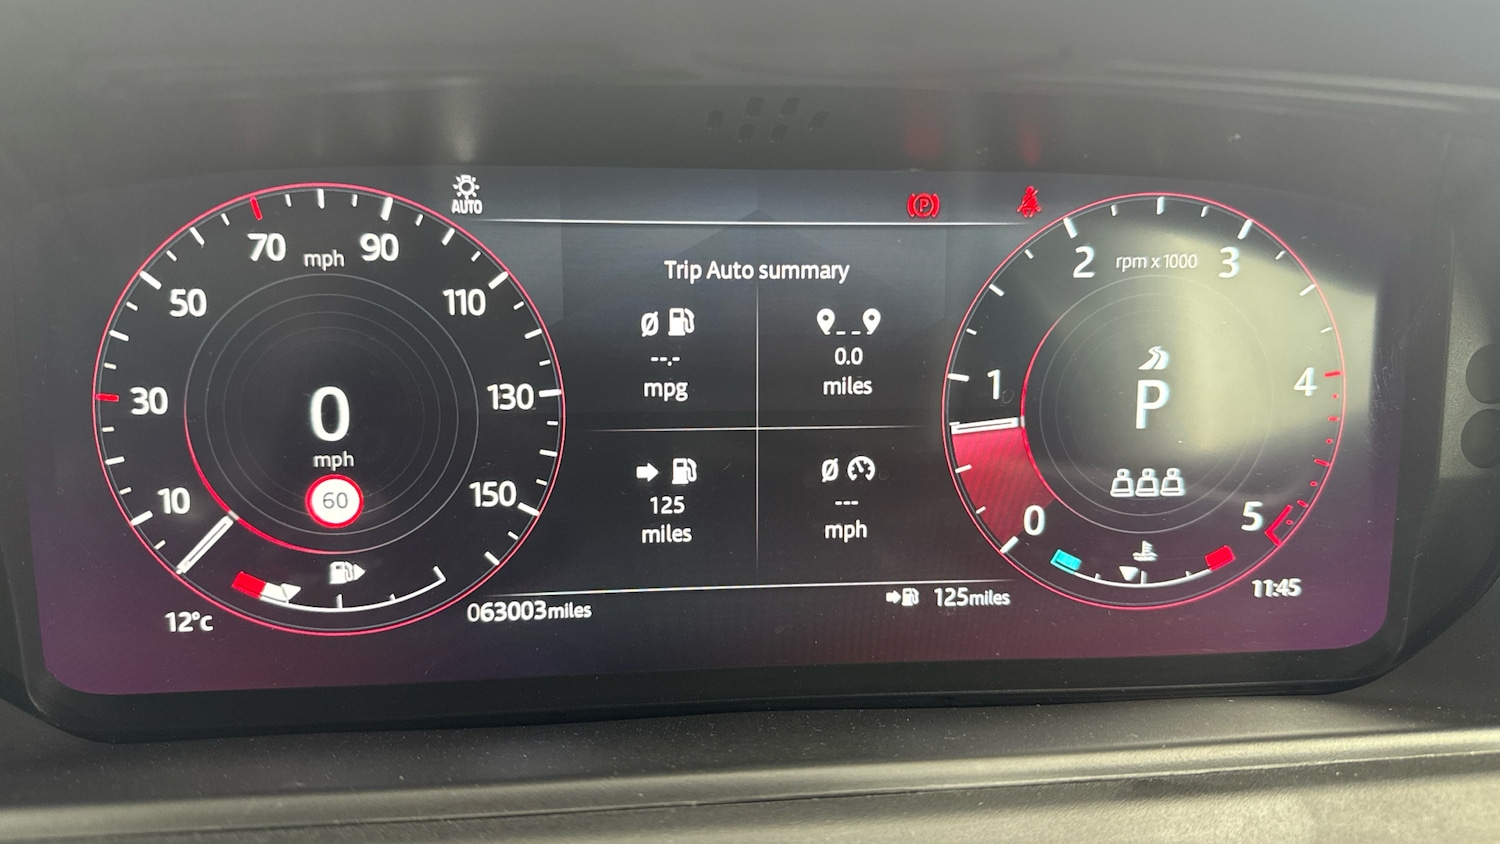 AUTO
P
70 mph 90
50
110
30
130
10
150
0
mph
60
12°C
Trip Auto summary
--.-
mpg
0.0
miles
125
miles
---
mph
063003miles
125miles
2 rpm x 1000 3
1
4
0
5
P
11:45